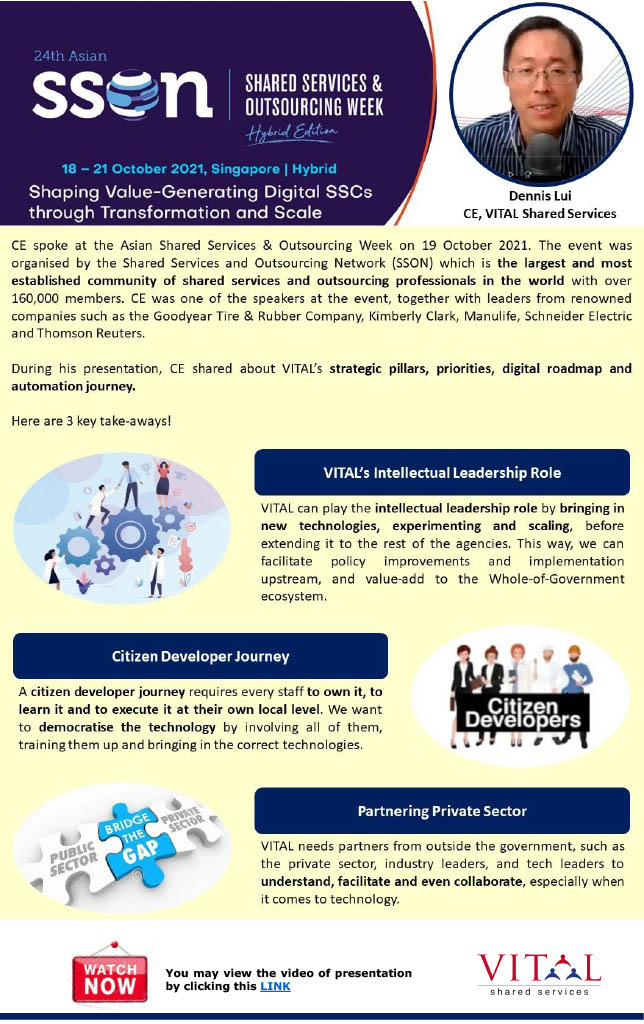 24th Asian
sson
SHARED SERVICES &
OUTSOURCING WEEK
Hybrid Edition
18 – 21 October 2021, Singapore | Hybrid
Shaping Value-Generating Digital SSCs
through Transformation and Scale
Dennis Lui
CE, VITAL Shared Services
CE spoke at the Asian Shared Services & Outsourcing Week on 19 October 2021. The event was
organised by the Shared Services and Outsourcing Network (SSON) which is the largest and most
established community of shared services and outsourcing professionals in the world with over
160,000 members. CE was one of the speakers at the event, together with leaders from renowned
companies such as the Goodyear Tire & Rubber Company, Kimberly Clark, Manulife, Schneider Electric
and Thomson Reuters.
During his presentation, CE shared about VITAL's strategic pillars, priorities, digital roadmap and
automation journey.
Here are 3 key take-aways!
VITAL's Intellectual Leadership Role
VITAL can play the intellectual leadership role by bringing in
new technologies, experimenting and scaling, before
extending it to the rest of the agencies. This way, we can
facilitate policy improvements and implementation
upstream, and value-add to the Whole-of-Government
ecosystem.
Citizen Developer Journey
A citizen developer journey requires every staff to own it, to
learn it and to execute it at their own local level. We want
to democratise the technology by involving all of them,
training them up and bringing in the correct technologies.
Citizen
Developers
PUBLIC
SECTOR
BRIDGE
THE
GAP
PRIVATE
SECTOR
Partnering Private Sector
VITAL needs partners from outside the government, such as
the private sector, industry leaders, and tech leaders to
understand, facilitate and even collaborate, especially when
it comes to technology.
WATCH
NOW
You may view the video of presentation
by clicking this LINK
VITAL
shared services